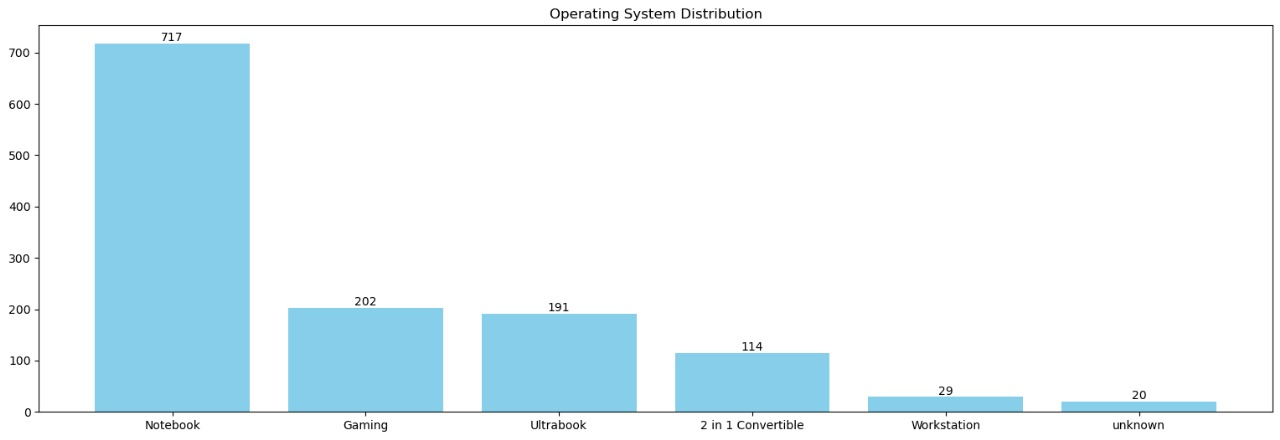 Operating System Distribution
700
600
500
400
300
200
100
0
717
202
191
114
29
20
Notebook
Gaming
Ultrabook
2 in 1 Convertible
Workstation
unknown